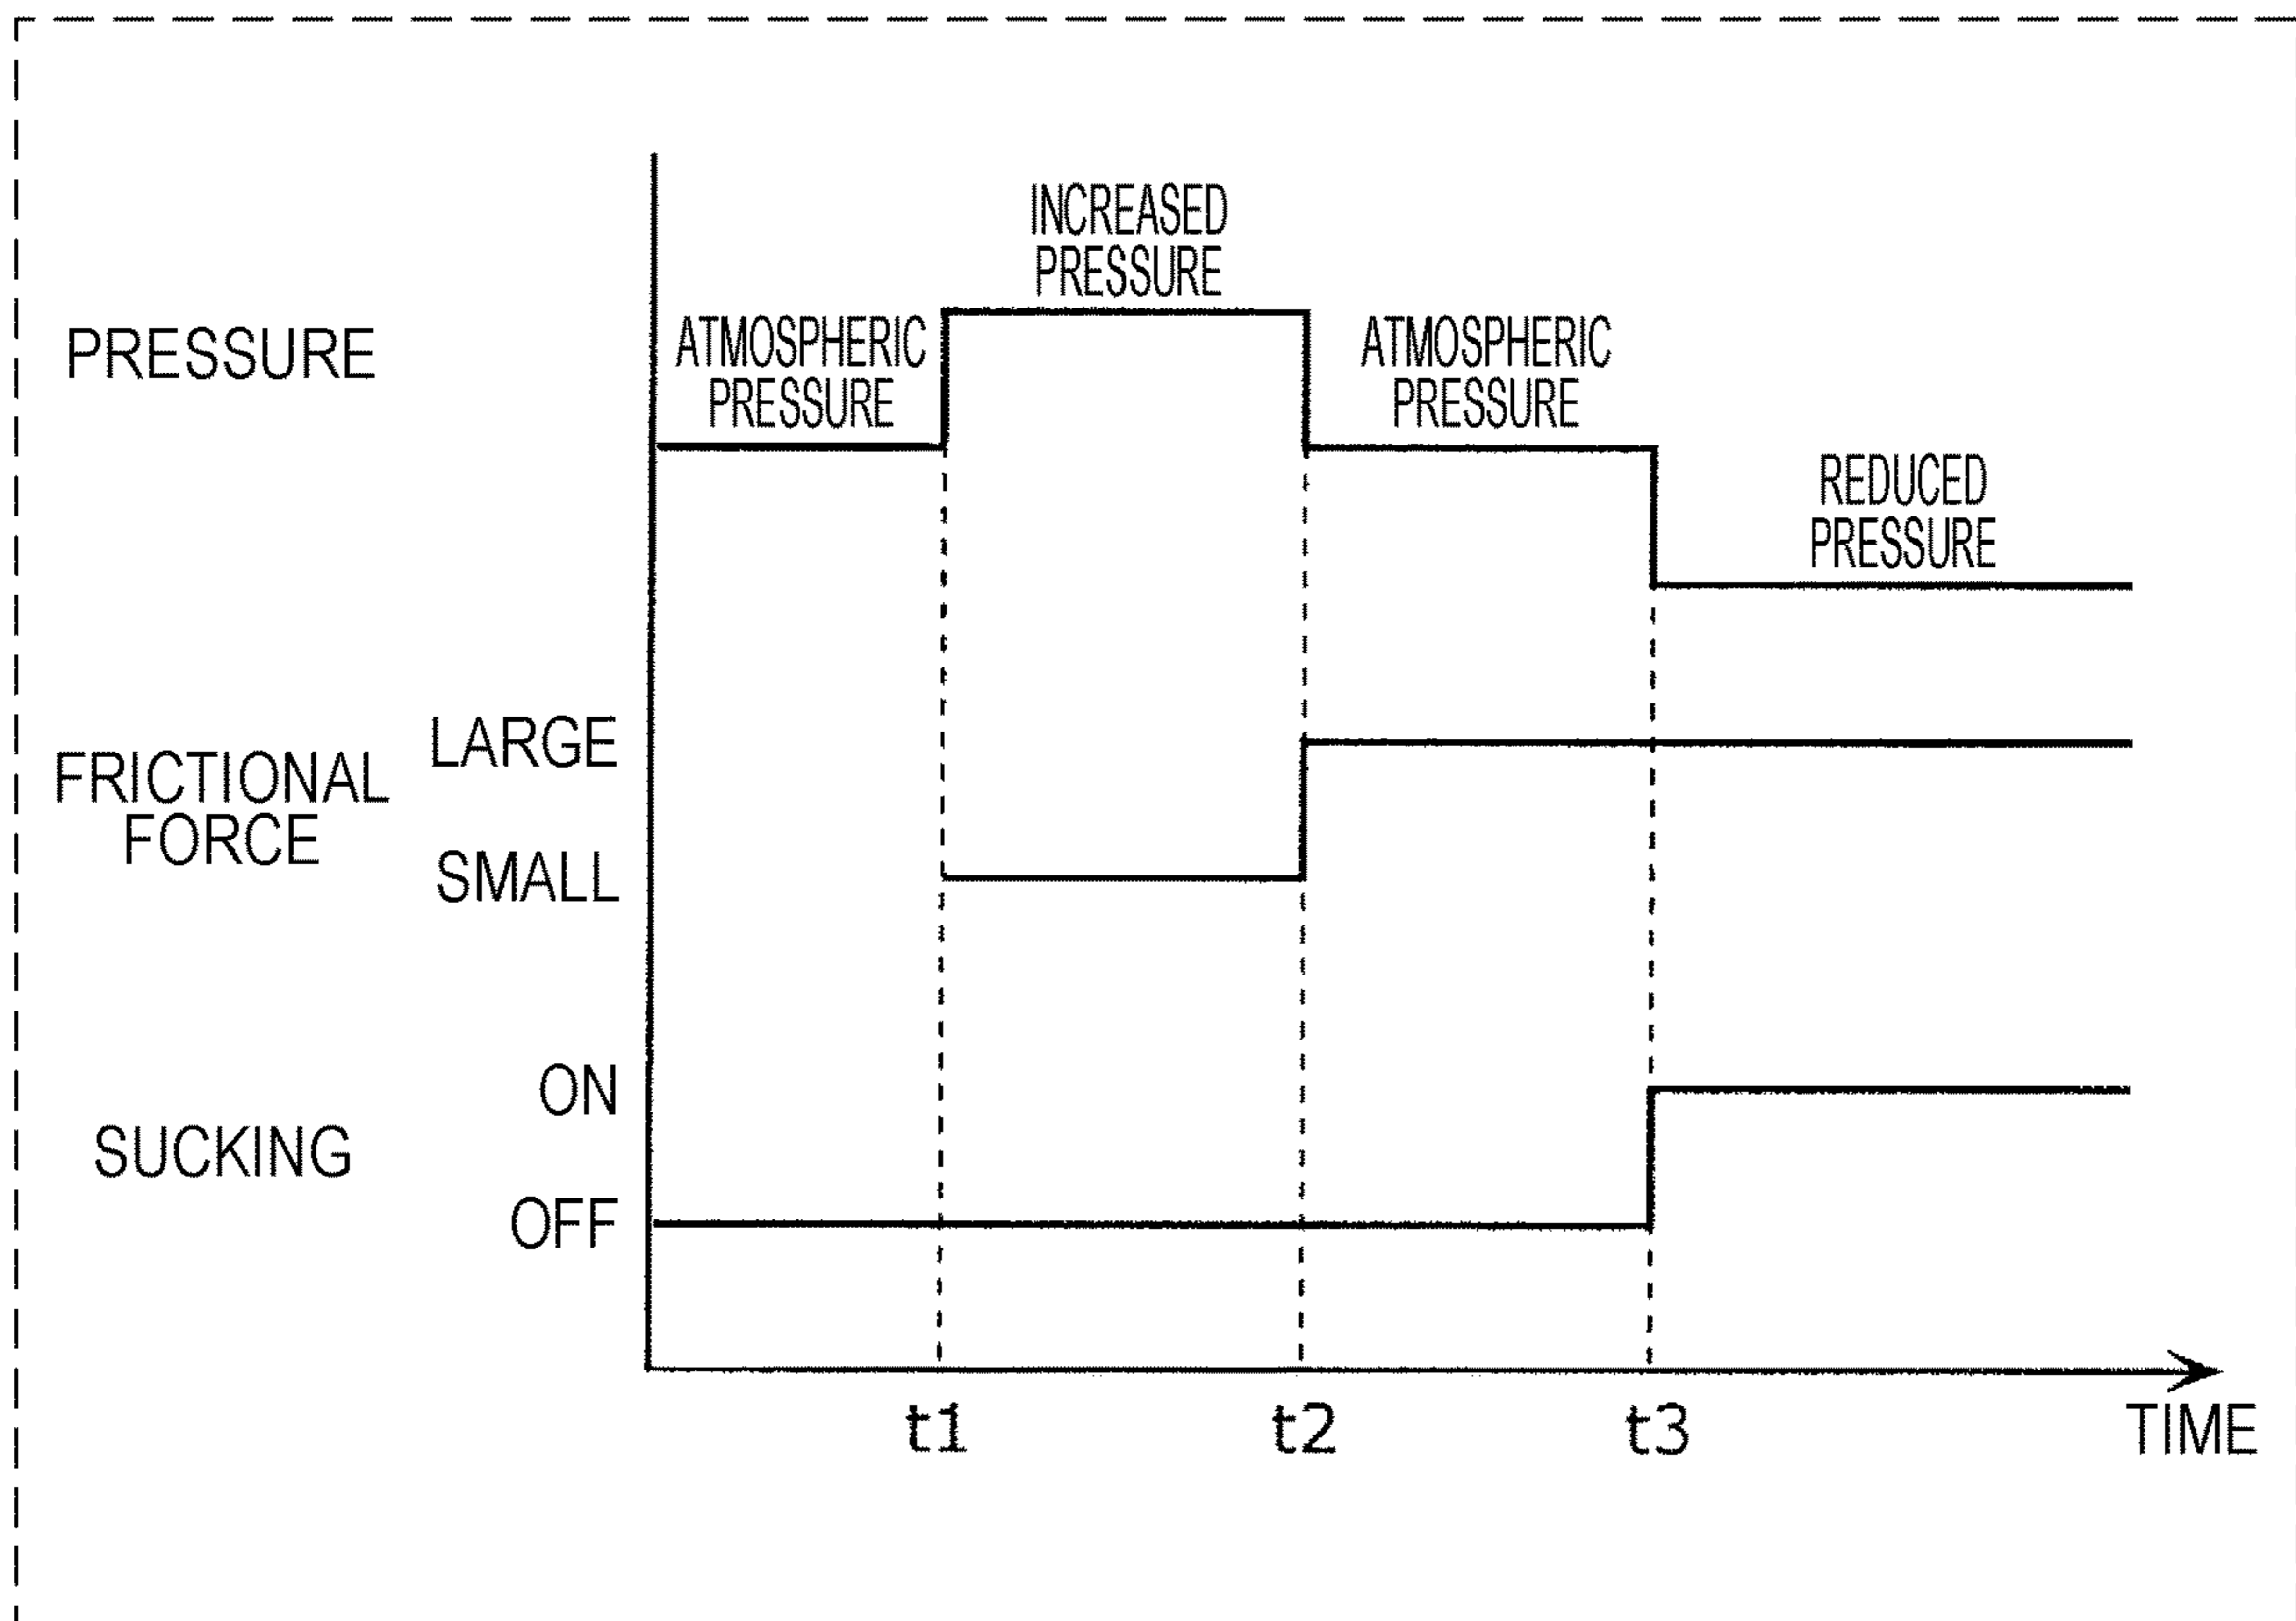 INCREASED
PRESSURE
PRESSURE
ATMOSPHERIC
PRESSURE
ATMOSPHERIC
PRESSURE
REDUCED
PRESSURE
FRICTIONAL
FORCE
LARGE
SMALL
SUCKING
ON
OFF
t1
t2
t3
TIME